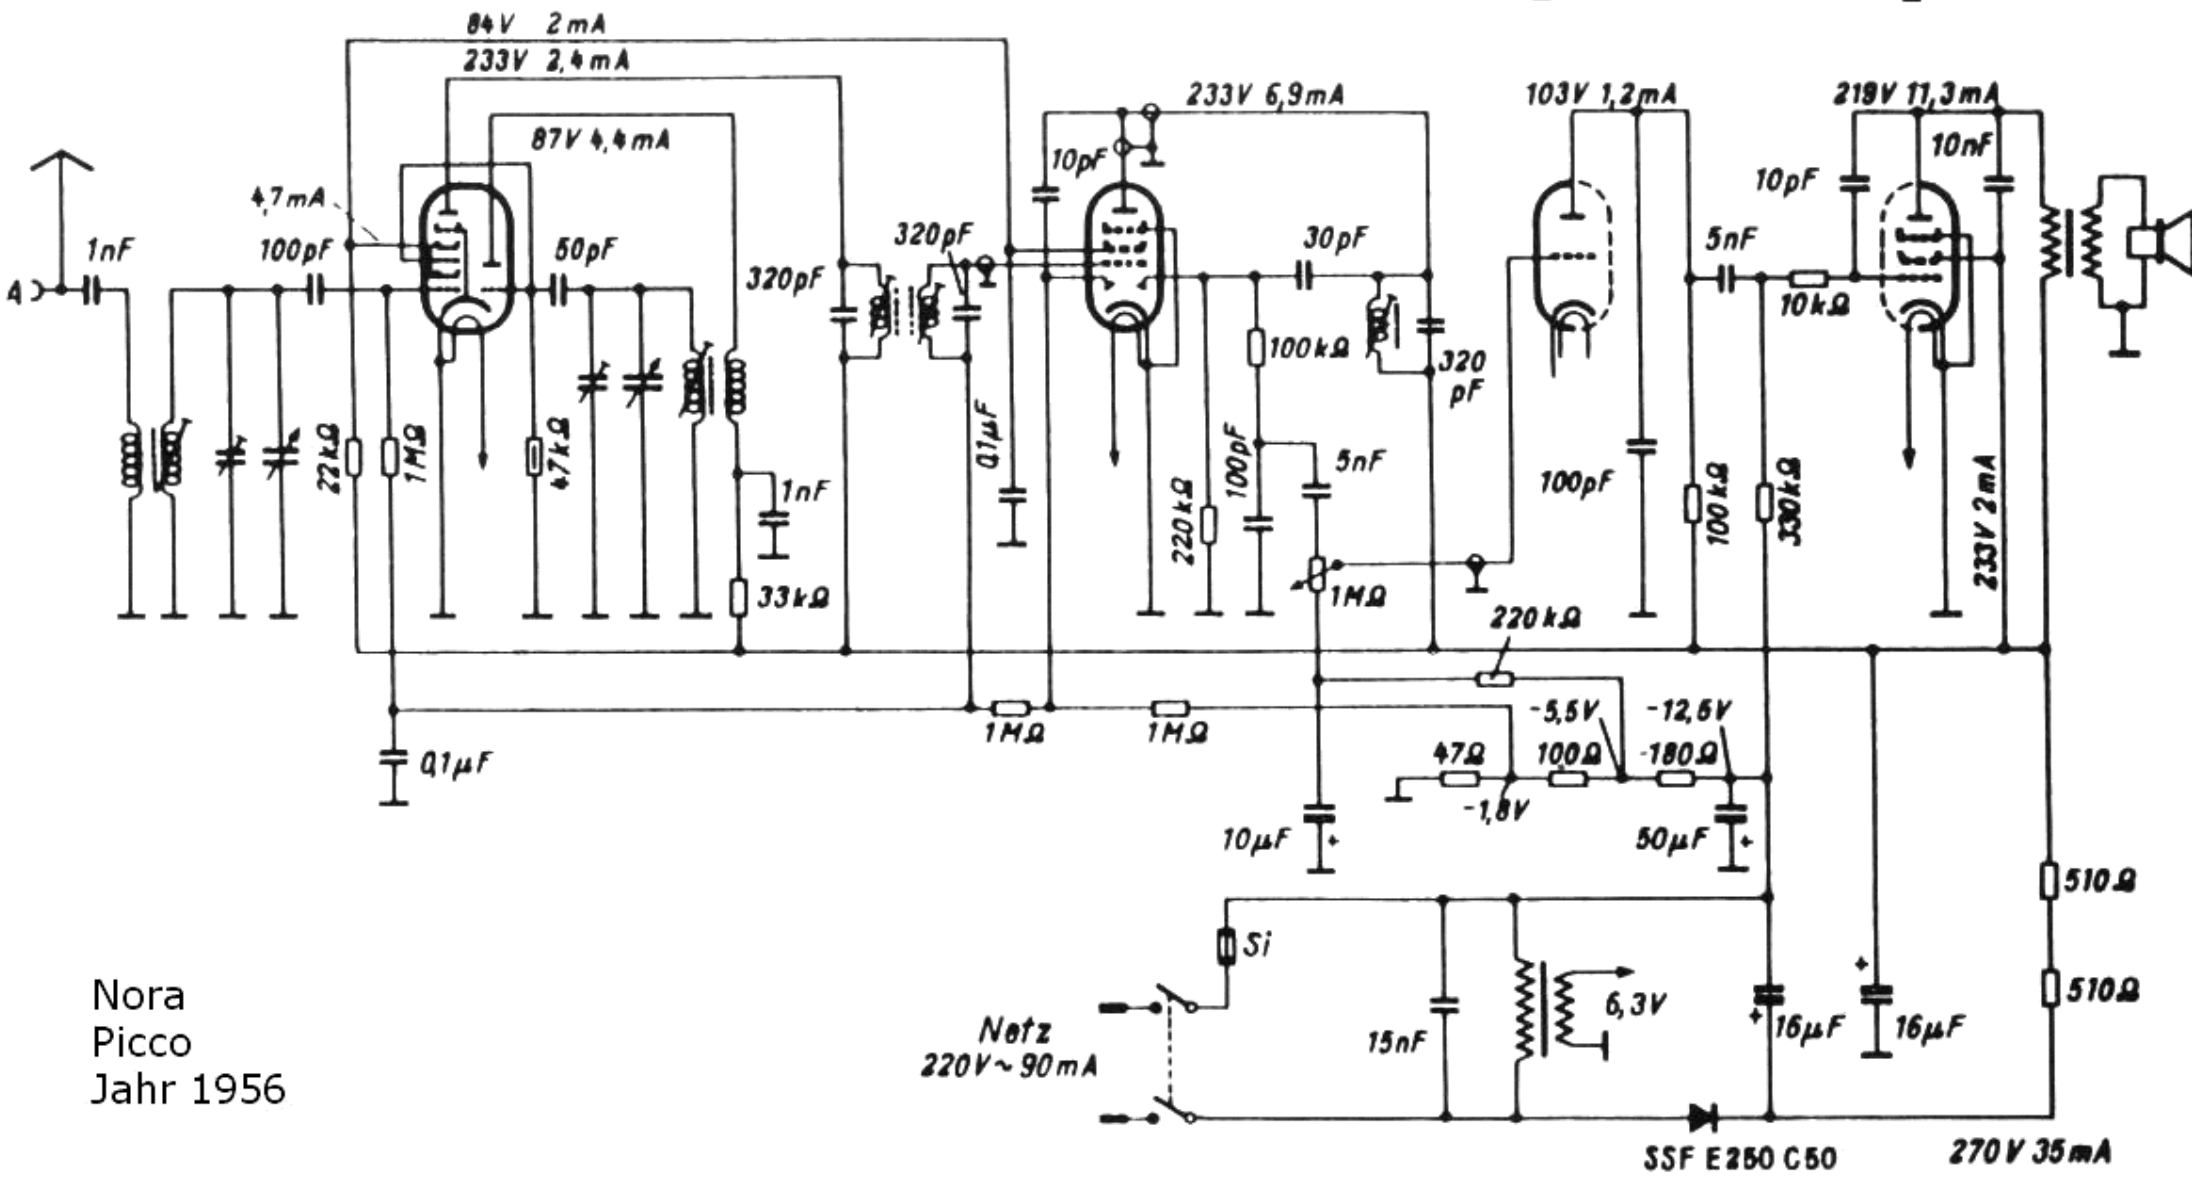 84V 2mA
233V 2,4mA
87V 4,4mA
4,7mA
233V 6,9mA
103V 1,2mA
219V 11,3mA
10nF
10pF
10pF
A
1nF
100pF
50pF
320pF
320pF
30pF
5nF
10kΩ
100kΩ
320
pF
22kΩ
1MΩ
47kΩ
1nF
33kΩ
0,1µF
220kΩ
100pF
5nF
1MΩ
100pF
100kΩ
330kΩ
233V 2mA
220kΩ
1MΩ
1MΩ
0,1µF
-5,5V
-12,6V
47Ω
100Ω
180Ω
-1,8V
10µF
50µF
510Ω
510Ω
Si
Netz
220V~90mA
15nF
6,3V
16µF
16µF
SSF E250 C50
270V 35mA
Nora
Picco
Jahr 1956